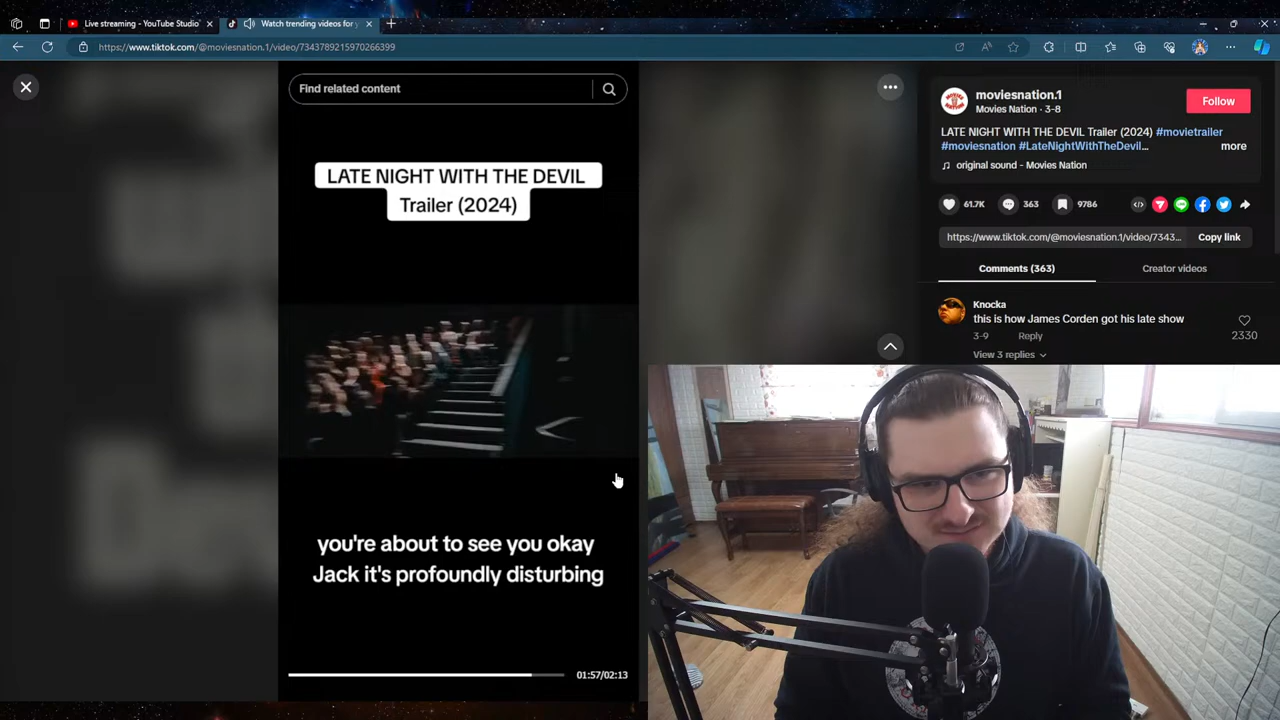 Live streaming - YouTube Studio
Watch trending videos for y
https://www.tiktok.com/@moviesnation.1/video/7343789215970266399
Find related content
LATE NIGHT WITH THE DEVIL
Trailer (2024)
you're about to see you okay
Jack it's profoundly disturbing
01:57/02:13
MOVIES NATION
moviesnation.1
Movies Nation · 3-8
Follow
LATE NIGHT WITH THE DEVIL Trailer (2024) #movietrailer
#moviesnation #LateNightWithTheDevil...
more
original sound - Movies Nation
61.7K
363
9786
https://www.tiktok.com/@moviesnation.1/video/7343...
Copy link
Comments (363)
Creator videos
Knocka
this is how James Corden got his late show
3-9
Reply
2330
View 3 replies